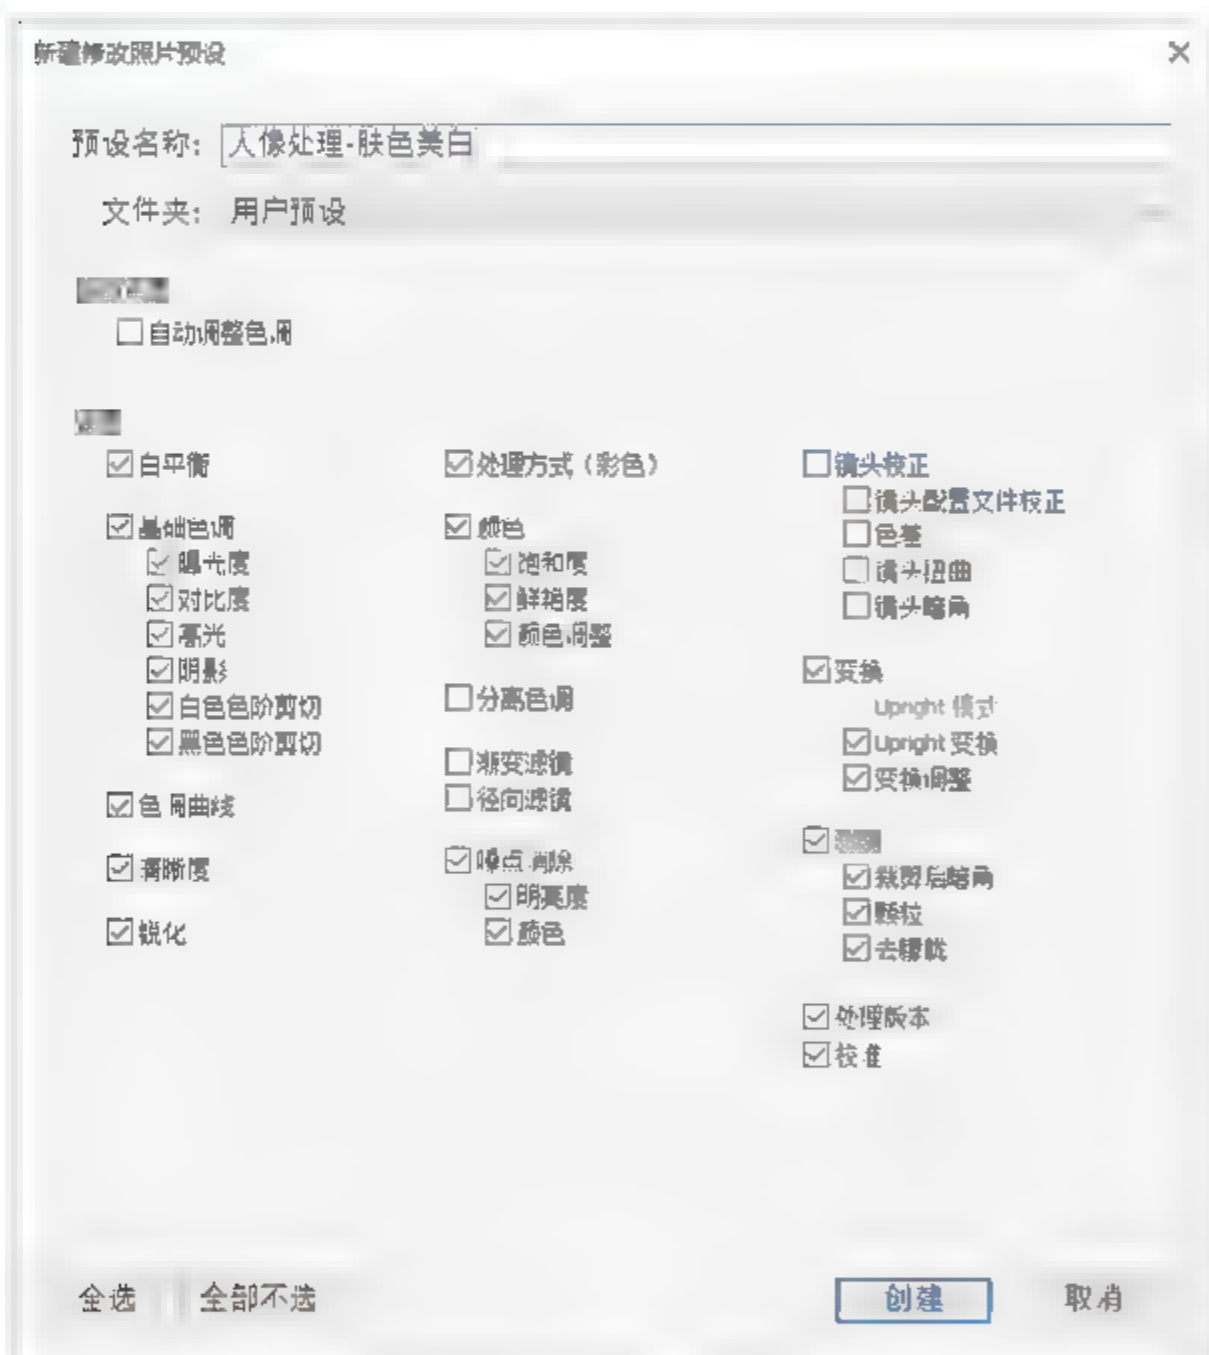 新建修改照片预设
预设名称: 人像处理-肤色美白
文件夹: 用户预设
自动调整色调
白平衡
基础色调
曝光度
对比度
高光
阴影
白色色阶剪切
黑色色阶剪切
色调曲线
清晰度
锐化
处理方式（彩色）
颜色
饱和度
鲜艳度
颜色调整
分离色调
渐变滤镜
径向滤镜
噪点消除
明亮度
颜色
镜头校正
镜头配置文件校正
色差
镜头扭曲
镜头暗角
变换
Upright 模式
Upright 变换
变换调整
裁剪后暗角
颗粒
去朦胧
处理版本
校准
全选 全部不选 创建 取消